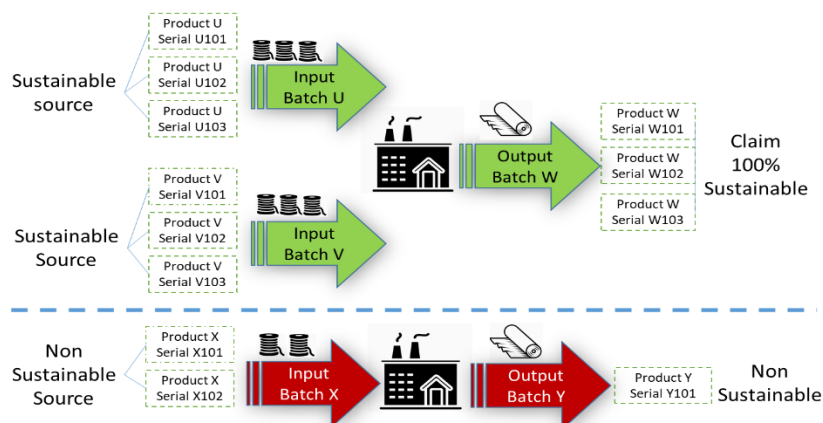 Sustainable
source
Product U
Serial U101
Product U
Serial U102
Product U
Serial U103
Input
Batch U
Sustainable
Source
Product V
Serial V101
Product V
Serial V102
Product V
Serial V103
Input
Batch V
Output
Batch W
Product W
Serial W101
Product W
Serial W102
Product W
Serial W103
Claim
100%
Sustainable
Non
Sustainable
Source
Product X
Serial X101
Product X
Serial X102
Input
Batch X
Output
Batch Y
Product Y
Serial Y101
Non
Sustainable